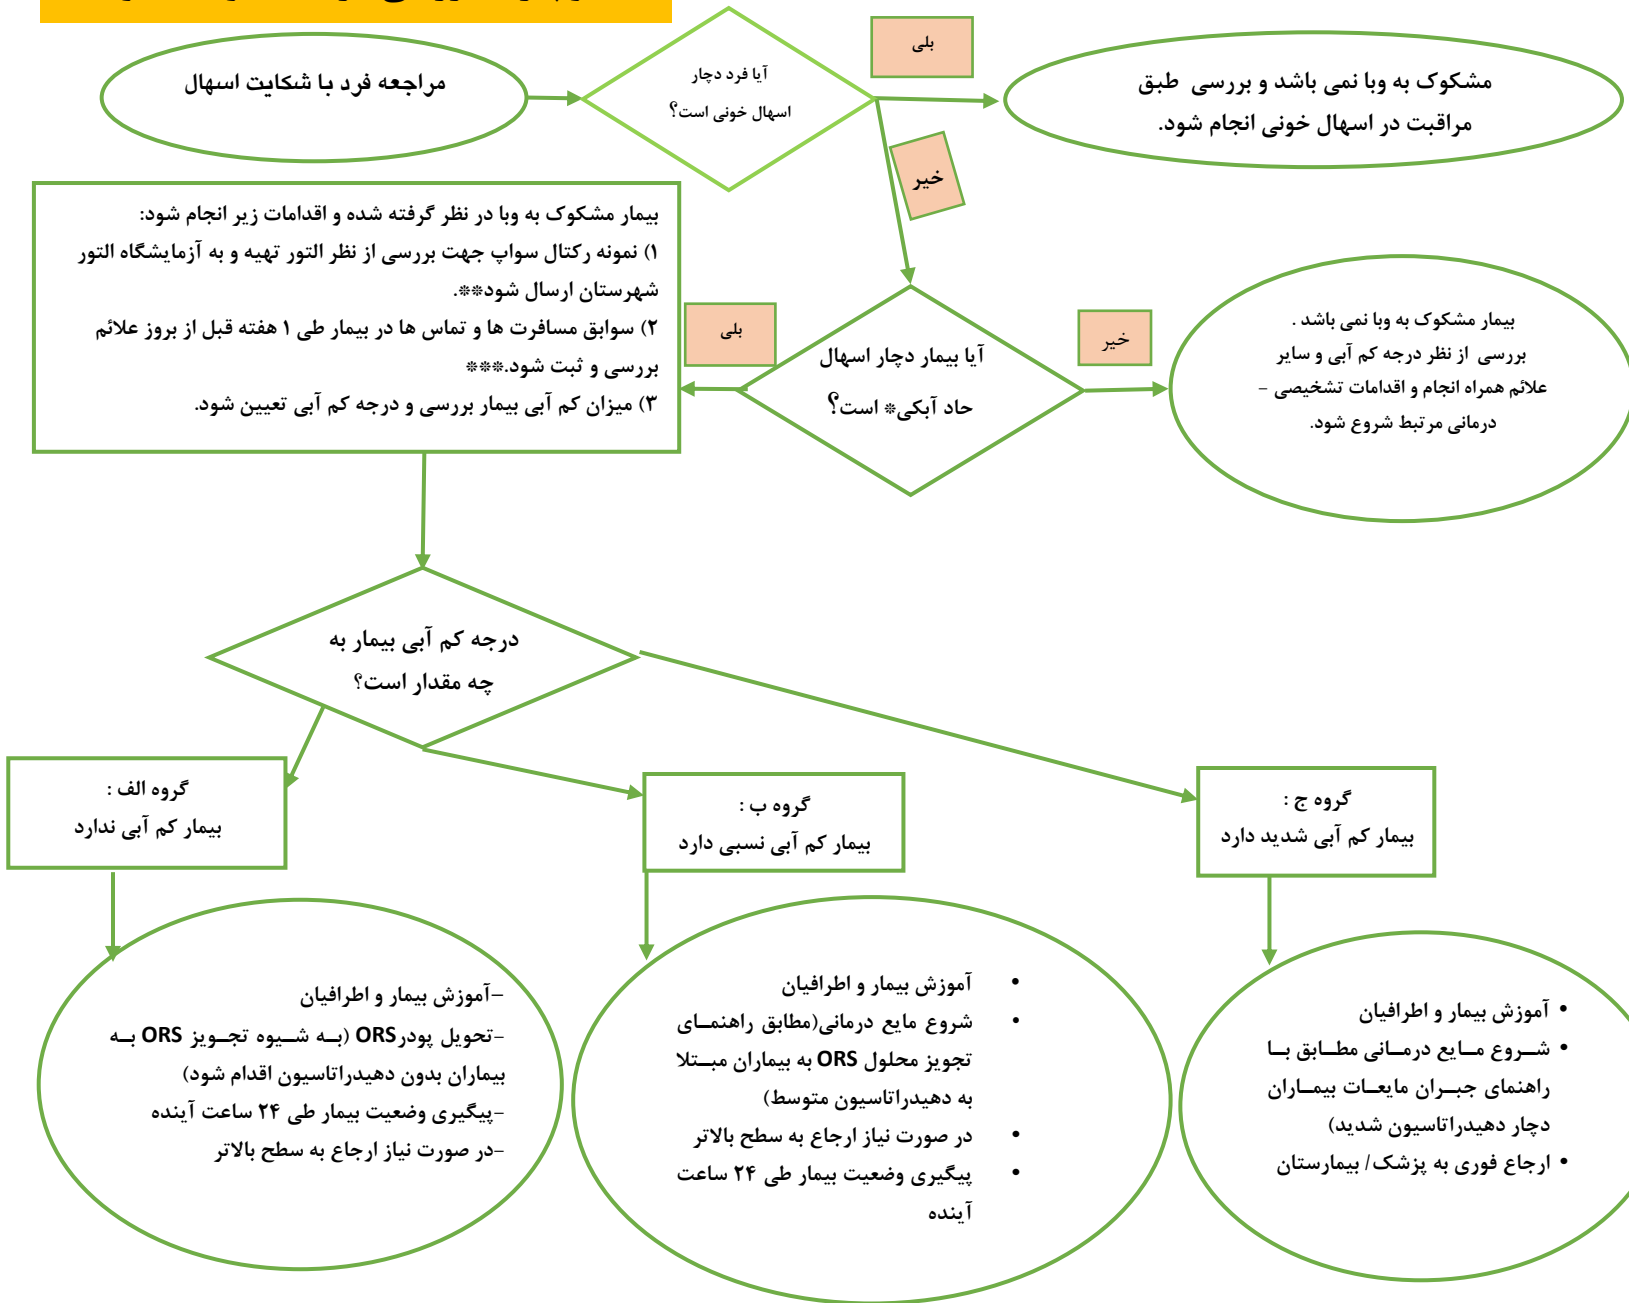 مراجعه فرد با شکایت اسهال
آیا فرد دچار
اسهال خونی است؟
بلی
مشکوک به وبا نمی باشد و بررسی طبق
مراقبت در اسهال خونی انجام شود.
خیر
آیا بیمار دچار اسهال
حاد آبکی* است؟
خیر
بیمار مشکوک به وبا نمی باشد .
بررسی از نظر درجه کم آبی و سایر
علائم همراه انجام و اقدامات تشخیصی -
درمانی مرتبط شروع شود.
بلی
بیمار مشکوک به وبا در نظر گرفته شده و اقدامات زیر انجام شود:
۱) نمونه رکتال سواپ جهت بررسی از نظر التور تهیه و به آزمایشگاه التور
شهرستان ارسال شود**.
۲) سوابق مسافرت ها و تماس ها در بیمار طی ۱ هفته قبل از بروز علائم
بررسی و ثبت شود.***
۳) میزان کم آبی بیمار بررسی و درجه کم آبی تعیین شود.
درجه کم آبی بیمار به
چه مقدار است؟
گروه الف :
بیمار کم آبی ندارد
گروه ب :
بیمار کم آبی نسبی دارد
گروه ج :
بیمار کم آبی شدید دارد
-آموزش بیمار و اطرافیان
-تحویل پودرORS (به شیوه تجویز ORS به
بیماران بدون دهیدراتاسیون اقدام شود)
-پیگیری وضعیت بیمار طی ۲۴ ساعت آینده
-در صورت نیاز ارجاع به سطح بالاتر
• آموزش بیمار و اطرافیان
• شروع مایع درمانی(مطابق راهنمای
تجویز محلول ORS به بیماران مبتلا
به دهیدراتاسیون متوسط)
• در صورت نیاز ارجاع به سطح بالاتر
• پیگیری وضعیت بیمار طی ۲۴ ساعت
آینده
• آموزش بیمار و اطرافیان
• شروع مایع درمانی مطابق با
راهنمای جبران مایعات بیماران
دچار دهیدراتاسیون شدید)
• ارجاع فوری به پزشک/ بیمارستان